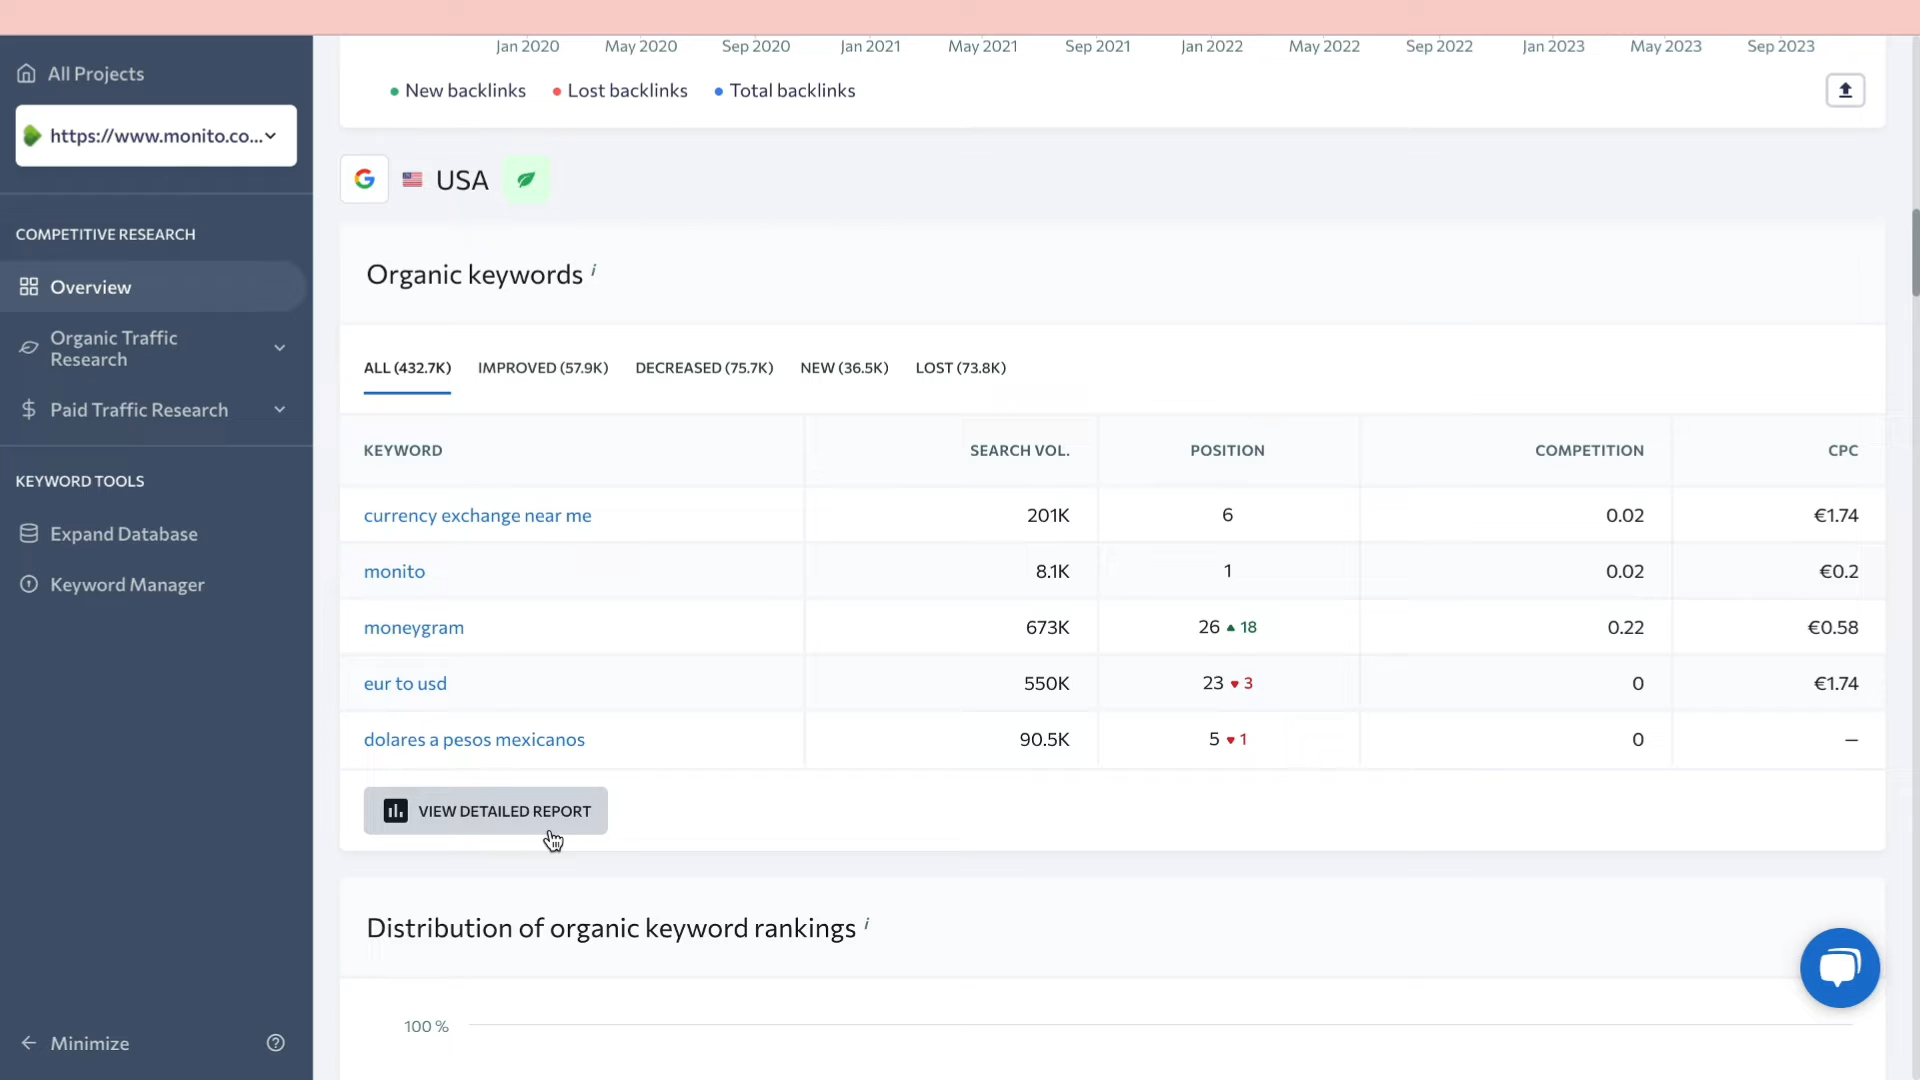 Jan 2020 May 2020 Sep 2020 Jan 2021 May 2021 Sep 2021 Jan 2022 May 2022 Sep 2022 Jan 2023 May 2023 Sep 2023
New backlinks Lost backlinks Total backlinks
All Projects
https://www.monito.co...
COMPETITIVE RESEARCH
Overview
Organic Traffic
Research
Paid Traffic Research
KEYWORD TOOLS
Expand Database
Keyword Manager
Minimize
USA
Organic keywords i
ALL (432.7K) IMPROVED (57.9K) DECREASED (75.7K) NEW (36.5K) LOST (73.8K)
KEYWORD SEARCH VOL. POSITION COMPETITION CPC
currency exchange near me 201K 6 0.02 €1.74
monito 8.1K 1 0.02 €0.2
moneygram 673K 26 ▲ 18 0.22 €0.58
eur to usd 550K 23 ▼ 3 0 €1.74
dolares a pesos mexicanos 90.5K 5 ▼ 1 0 –
VIEW DETAILED REPORT
Distribution of organic keyword rankings i
100 %